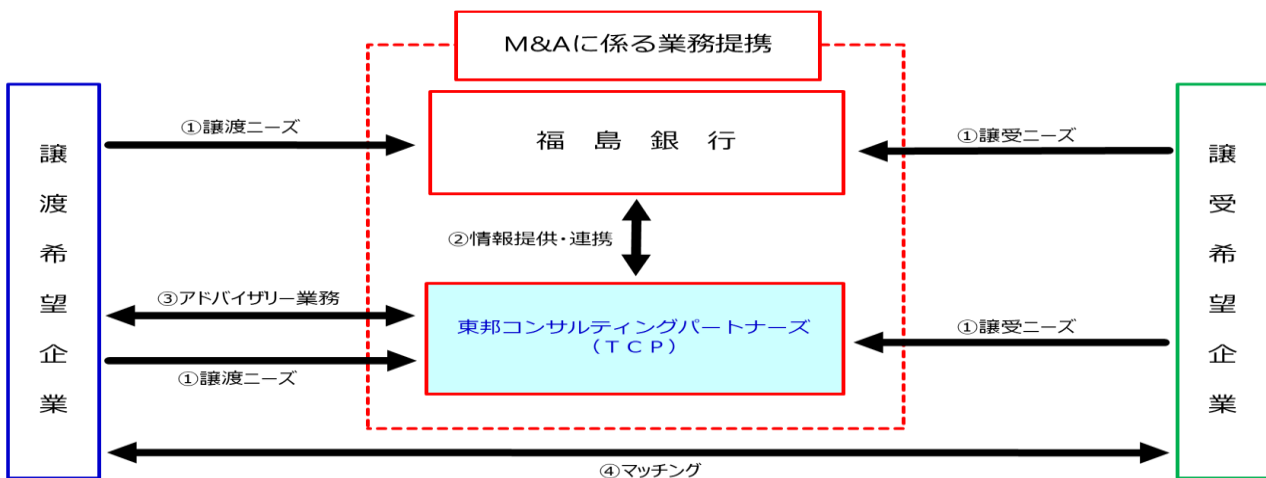 M&Aに係る業務提携
譲渡希望企業
①譲渡ニーズ
福島銀行
①譲受ニーズ
譲受希望企業
②情報提供・連携
③アドバイザリー業務
東邦コンサルティングパートナーズ
（ＴＣＰ）
①譲受ニーズ
①譲渡ニーズ
④マッチング